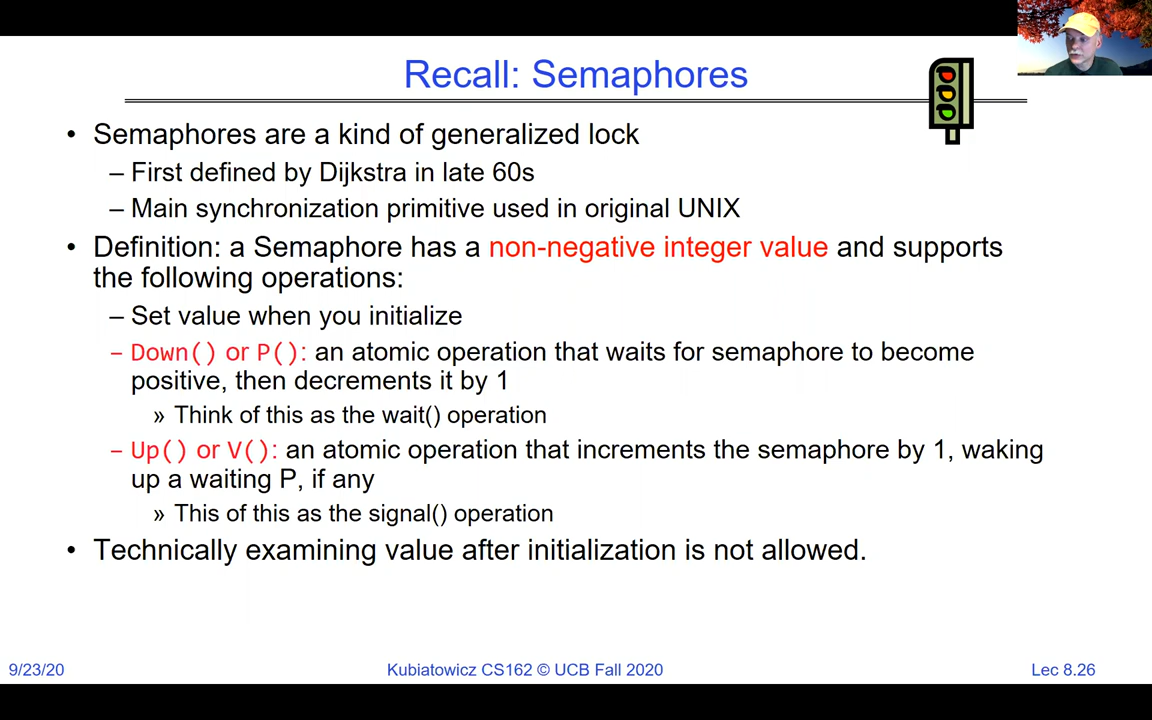 Recall: Semaphores
• Semaphores are a kind of generalized lock
– First defined by Dijkstra in late 60s
– Main synchronization primitive used in original UNIX
• Definition: a Semaphore has a non-negative integer value and supports
the following operations:
– Set value when you initialize
– Down() or P(): an atomic operation that waits for semaphore to become
positive, then decrements it by 1
» Think of this as the wait() operation
– Up() or V(): an atomic operation that increments the semaphore by 1, waking
up a waiting P, if any
» This of this as the signal() operation
• Technically examining value after initialization is not allowed.
9/23/20
Kubiatowicz CS162 © UCB Fall 2020
Lec 8.26